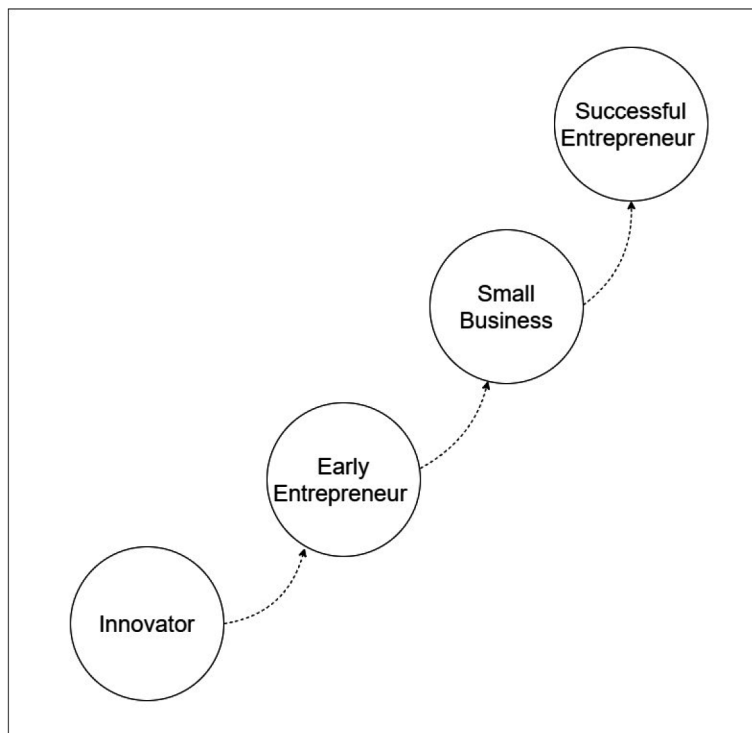 Successful
Entrepreneur
Small
Business
Early
Entrepreneur
Innovator